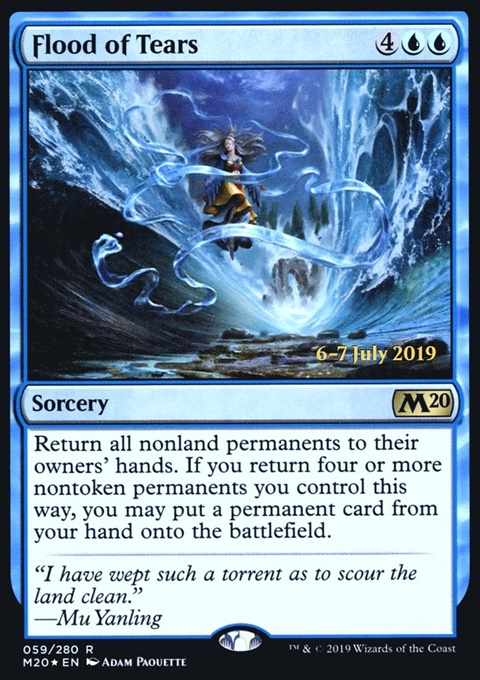 Flood of Tears 4
6–7 July 2019
Sorcery M20
Return all nonland permanents to their
owners' hands. If you return four or more
nontoken permanents you control this
way, you may put a permanent card from
your hand onto the battlefield.
“I have wept such a torrent as to scour the
land clean.”
—Mu Yanling
059/280 R
M20★EN Adam Paquette
™ & © 2019 Wizards of the Coast